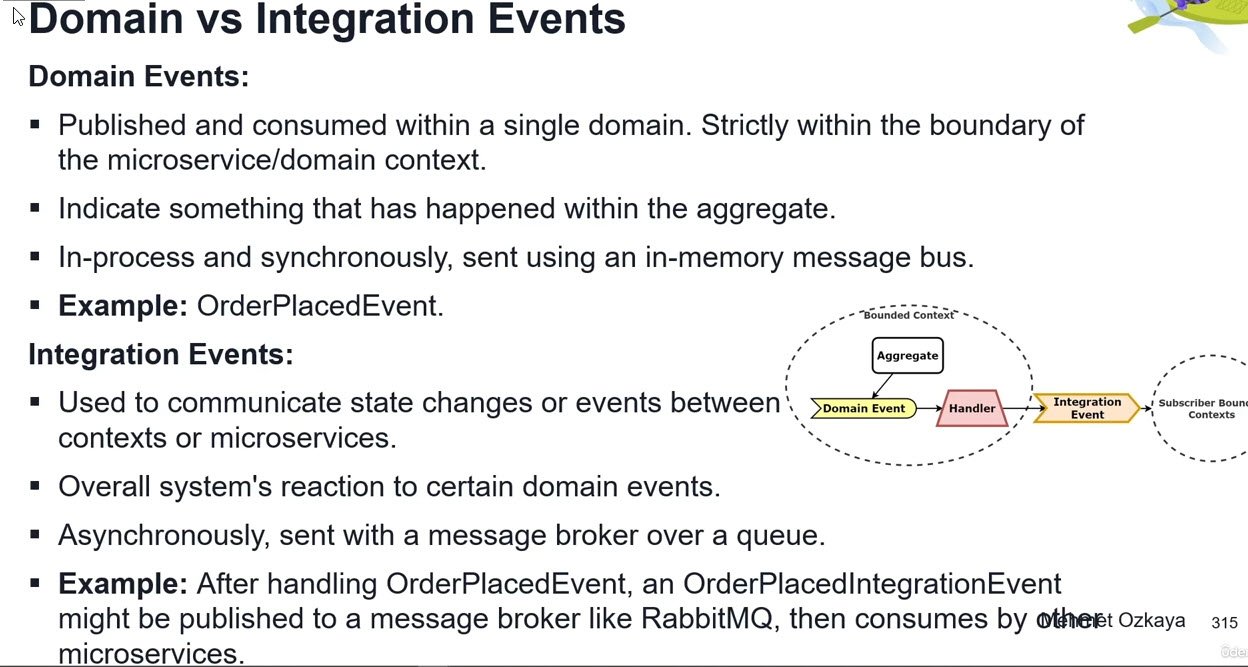 Domain vs Integration Events
Domain Events:
▪ Published and consumed within a single domain. Strictly within the boundary of
the microservice/domain context.
▪ Indicate something that has happened within the aggregate.
▪ In-process and synchronously, sent using an in-memory message bus.
▪ Example: OrderPlacedEvent.
Integration Events:
▪ Used to communicate state changes or events between
contexts or microservices.
▪ Overall system's reaction to certain domain events.
▪ Asynchronously, sent with a message broker over a queue.
▪ Example: After handling OrderPlacedEvent, an OrderPlacedIntegrationEvent
might be published to a message broker like RabbitMQ, then consumes by other
microservices.
Bounded Context
Aggregate
Domain Event
Handler
Integration
Event
Subscriber Boun
Contexts
Mehmet Ozkaya
315